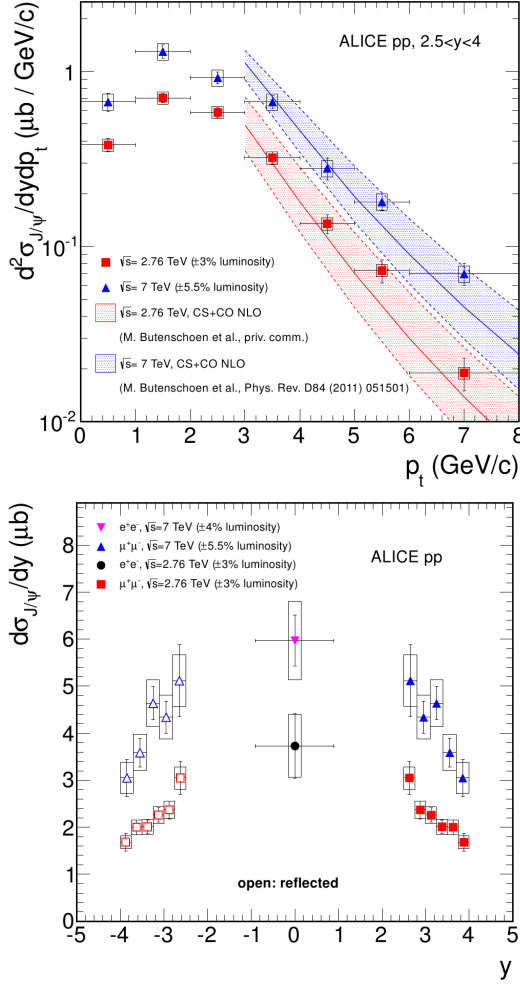 ALICE pp, 2.5<y<4
d²σ_J/ψ/dydp_t (μb / GeV/c)
1
10⁻¹
10⁻²
√s= 2.76 TeV (±3% luminosity)
√s= 7 TeV (±5.5% luminosity)
√s = 2.76 TeV, CS+CO NLO
(M. Butenschoen et al., priv. comm.)
√s = 7 TeV, CS+CO NLO
(M. Butenschoen et al., Phys. Rev. D84 (2011) 051501)
0 1 2 3 4 5 6 7 8
p_t (GeV/c)
dσ_J/ψ/dy (μb)
e⁺e⁻, √s=7 TeV (±4% luminosity)
μ⁺μ⁻, √s=7 TeV (±5.5% luminosity)
e⁺e⁻, √s=2.76 TeV (±3% luminosity)
μ⁺μ⁻, √s=2.76 TeV (±3% luminosity)
ALICE pp
8
7
6
5
4
3
2
1
0
open: reflected
-5 -4 -3 -2 -1 0 1 2 3 4 5
y